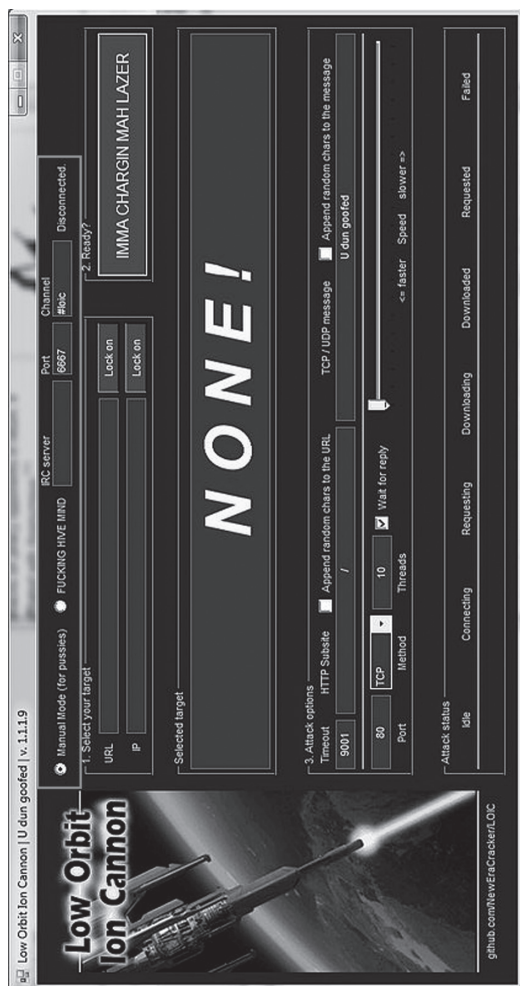 Low Orbit Ion Cannon | U dun goofed | v. 1.1.1.9
Low Orbit
Ion Cannon
github.com/NewEraCracker/LOIC
Manual Mode (for pussies)
FUCKING HIVE MIND
IRC server
Port
6667
Channel
#loic
Disconnected.
1. Select your target
URL
Lock on
IP
Lock on
2. Ready?
IMMA CHARGIN MAH LAZER
Selected target
NONE!
3. Attack options
Timeout
HTTP Subsite
Append random chars to the URL
TCP / UDP message
Append random chars to the message
9001
/
U dun goofed
80
TCP
10
Wait for reply
Port
Method
Threads
<= faster Speed slower =>
Attack status
Idle
Connecting
Requesting
Downloading
Downloaded
Requested
Failed